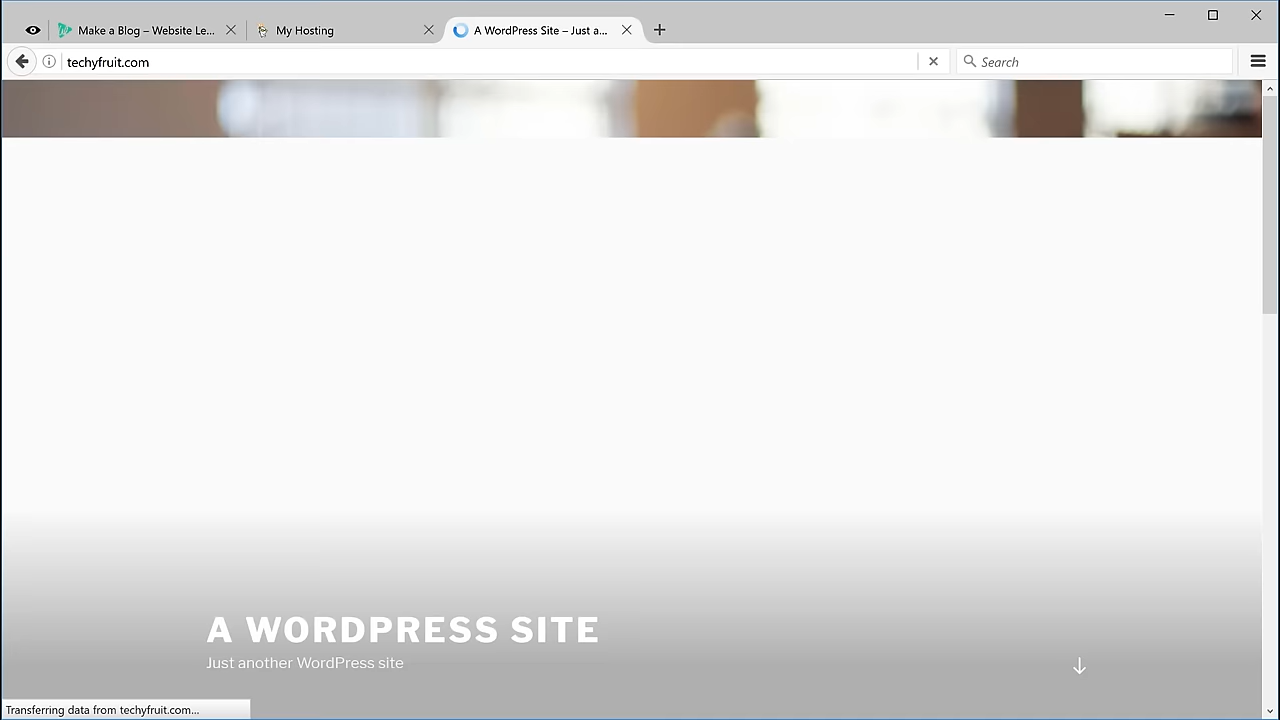 Make a Blog – Website Le...
My Hosting
A WordPress Site – Just a...
techyfruit.com
Search
A WORDPRESS SITE
Just another WordPress site
Transferring data from techyfruit.com...